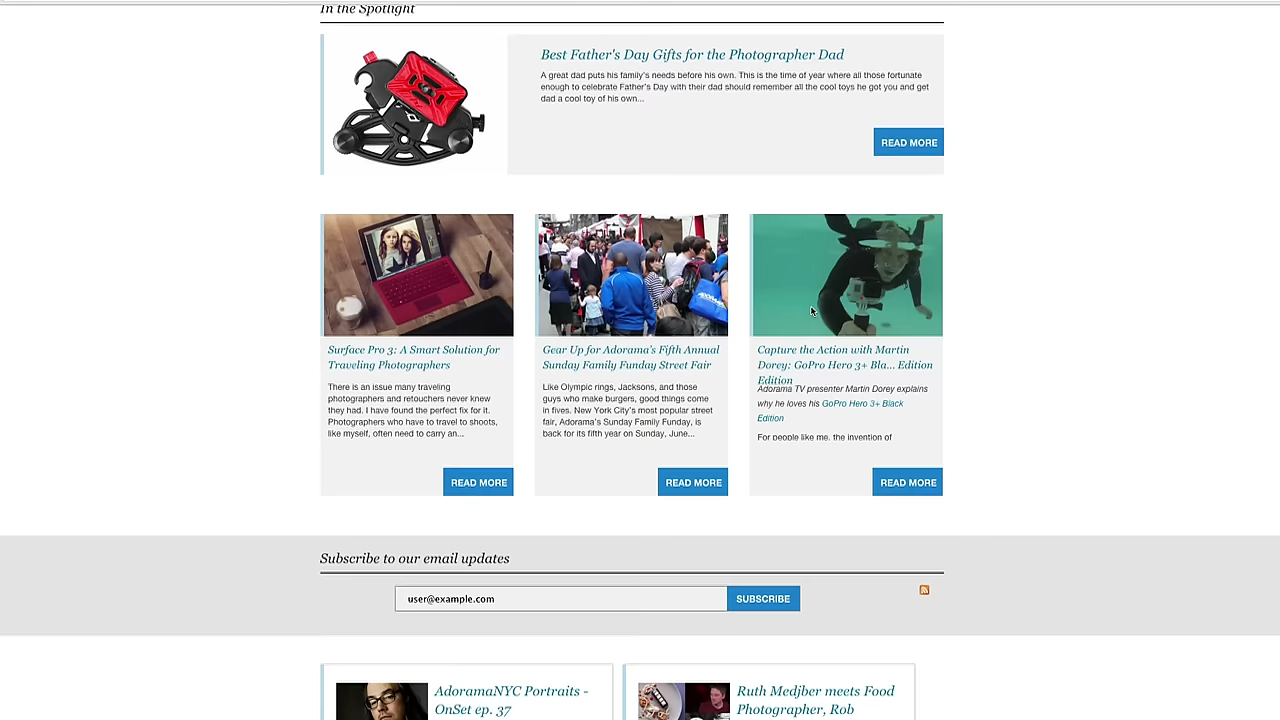 In the Spotlight
Best Father's Day Gifts for the Photographer Dad
A great dad puts his family's needs before his own. This is the time of year where all those fortunate
enough to celebrate Father's Day with their dad should remember all the cool toys he got you and get
dad a cool toy of his own...
READ MORE
Surface Pro 3: A Smart Solution for
Traveling Photographers
There is an issue many traveling
photographers and retouchers never knew
they had. I have found the perfect fix for it.
Photographers who have to travel to shoots,
like myself, often need to carry an...
READ MORE
ADORAMA
Gear Up for Adorama's Fifth Annual
Sunday Family Funday Street Fair
Like Olympic rings, Jacksons, and those
guys who make burgers, good things come
in fives. New York City's most popular street
fair, Adorama's Sunday Family Funday, is
back for its fifth year on Sunday, June...
READ MORE
Capture the Action with Martin
Dorey: GoPro Hero 3+ Bla... Edition
Edition
Adorama TV presenter Martin Dorey explains
why he loves his GoPro Hero 3+ Black
Edition
For people like me, the invention of
READ MORE
Subscribe to our email updates
user@example.com
SUBSCRIBE
AdoramaNYC Portraits -
OnSet ep. 37
Ruth Medjber meets Food
Photographer, Rob